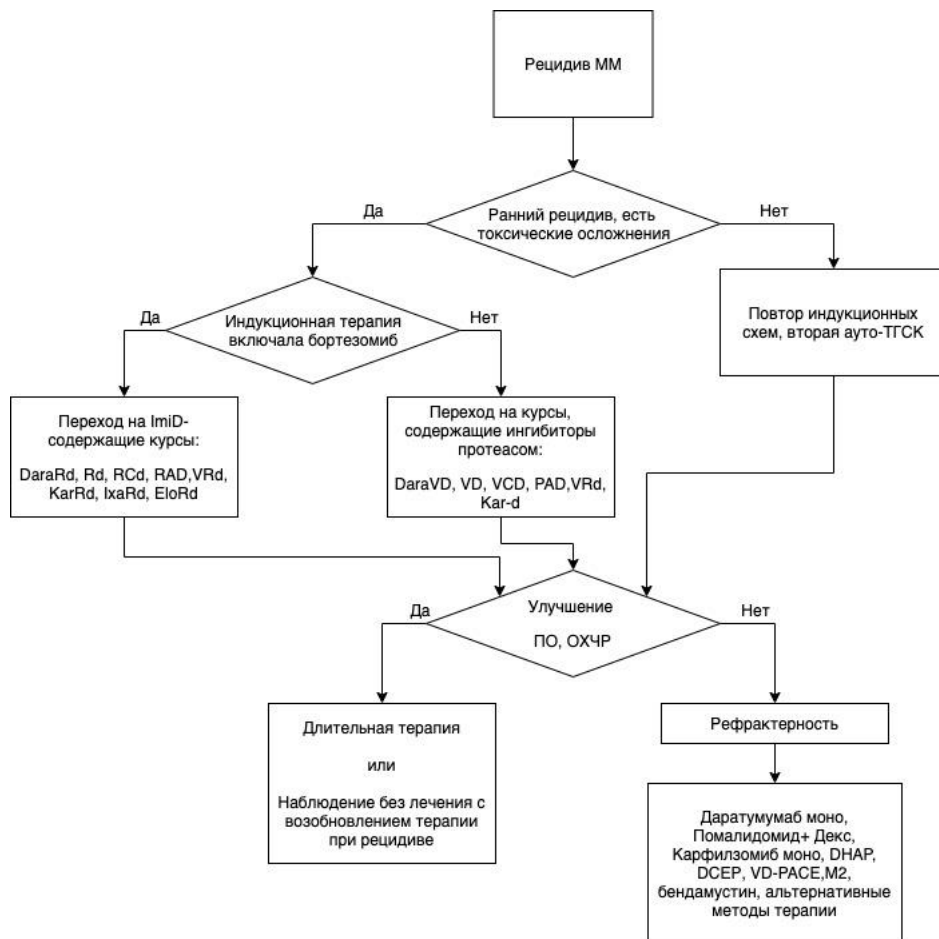 Рецидив ММ
Ранний рецидив, есть
токсические осложнения
Да
Нет
Индукционная терапия
включала бортезомиб
Да
Нет
Повтор индукционных
схем, вторая ауто-ТГСК
Переход на ImiD-
содержащие курсы:
DaraRd, Rd, RCd, RAD,VRd,
KarRd, IxaRd, EloRd
Переход на курсы,
содержащие ингибиторы
протеасом:
DaraVD, VD, VCD, PAD,VRd,
Kar-d
Улучшение
ПО, ОХЧР
Да
Нет
Длительная терапия
или
Наблюдение без лечения с
возобновлением терапии
при рецидиве
Рефрактерность
Даратумумаб моно,
Помалидомид+ Декс,
Карфилзомиб моно, DHAP,
DCEP, VD-PACE,M2,
бендамустин, альтернативные
методы терапии